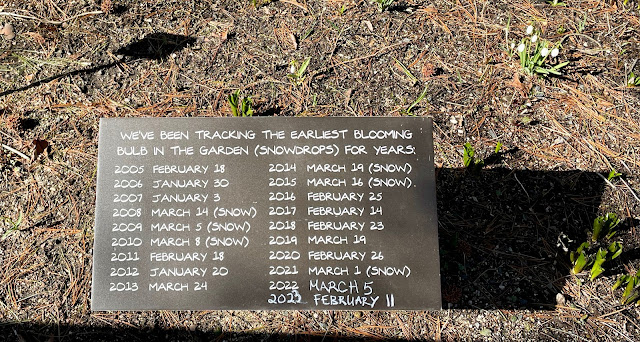 WE'VE BEEN TRACKING THE EARLIEST BLOOMING
BULB IN THE GARDEN (SNOWDROPS) FOR YEARS:
2005 FEBRUARY 18
2006 JANUARY 30
2007 JANUARY 3
2008 MARCH 14 (SNOW)
2009 MARCH 5 (SNOW)
2010 MARCH 8 (SNOW)
2011 FEBRUARY 18
2012 JANUARY 20
2013 MARCH 24
2014 MARCH 19 (SNOW)
2015 MARCH 16 (SNOW).
2016 FEBRUARY 25
2017 FEBRUARY 14
2018 FEBRUARY 23
2019 MARCH 19
2020 FEBRUARY 26
2021 MARCH 1 (SNOW)
2022 MARCH 5
FEBRUARY 11